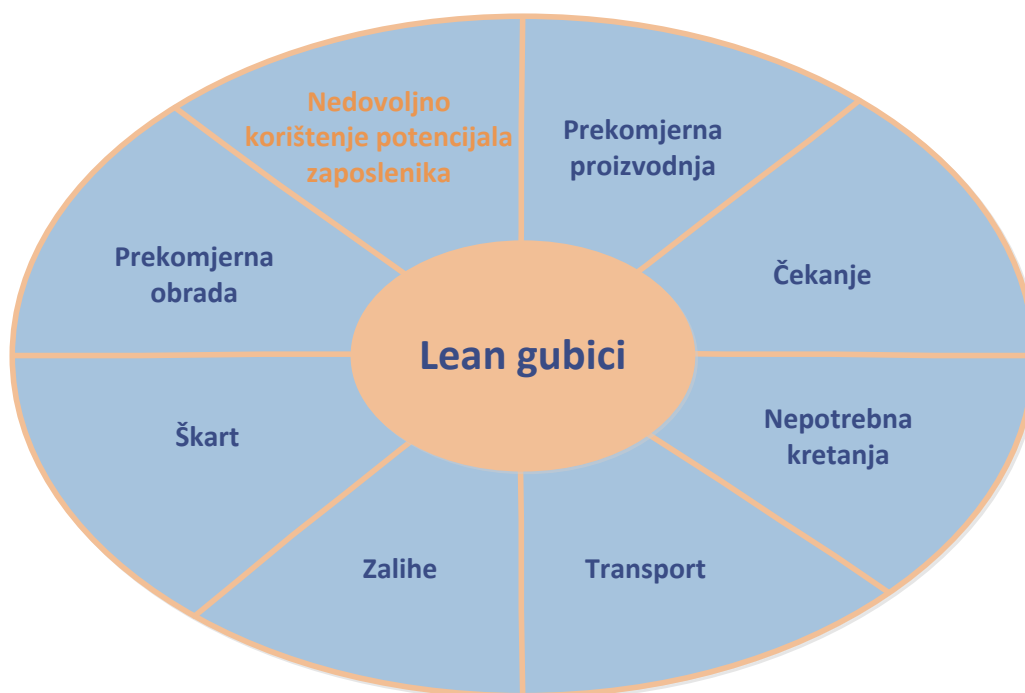 Nedovoljno
korištenje potencijala
zaposlenika
Prekomjerna
proizvodnja
Čekanje
Nepotrebna
kretanja
Transport
Zalihe
Škart
Prekomjerna
obrada
Lean gubici